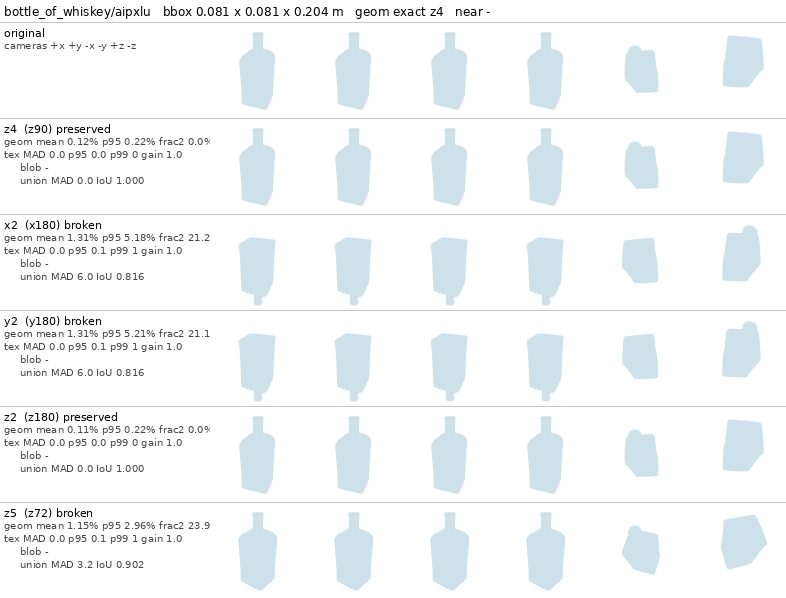 bottle_of_whiskey/aipxlu   bbox 0.081 x 0.081 x 0.204 m   geom exact z4   near -
original
cameras +x +y -x -y +z -z
z4  (z90) preserved
geom mean 0.12% p95 0.22% frac2 0.0%
tex MAD 0.0 p95 0.0 p99 0 gain 1.0
blob -
union MAD 0.0 IoU 1.000
x2  (x180) broken
geom mean 1.31% p95 5.18% frac2 21.2
tex MAD 0.0 p95 0.1 p99 1 gain 1.0
blob -
union MAD 6.0 IoU 0.816
y2  (y180) broken
geom mean 1.31% p95 5.21% frac2 21.1
tex MAD 0.0 p95 0.1 p99 1 gain 1.0
blob -
union MAD 6.0 IoU 0.816
z2  (z180) preserved
geom mean 0.11% p95 0.22% frac2 0.0%
tex MAD 0.0 p95 0.0 p99 0 gain 1.0
blob -
union MAD 0.0 IoU 1.000
z5  (z72) broken
geom mean 1.15% p95 2.96% frac2 23.9
tex MAD 0.0 p95 0.1 p99 1 gain 1.0
blob -
union MAD 3.2 IoU 0.902